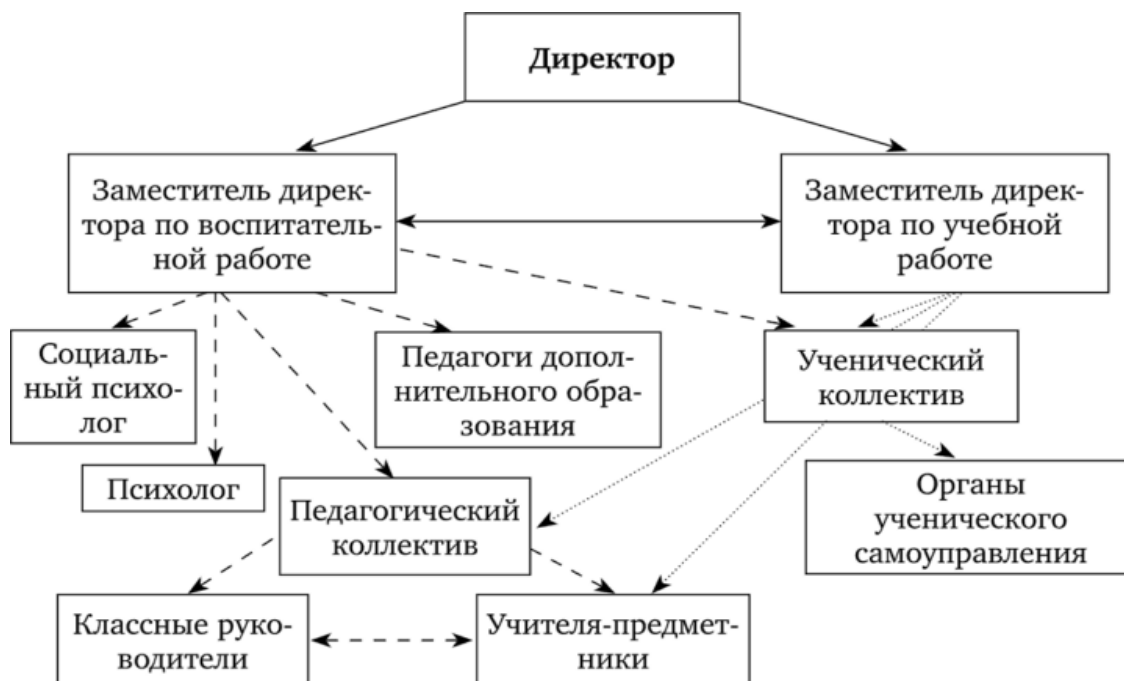 Директор
Заместитель дирек-
тора по воспитатель-
ной работе
Заместитель дирек-
тора по учебной
работе
Социаль-
ный психо-
лог
Педагоги допол-
нительного обра-
зования
Ученический
коллектив
Психолог
Педагогический
коллектив
Органы
ученического
самоуправления
Классные руко-
водители
Учителя-предмет-
ники